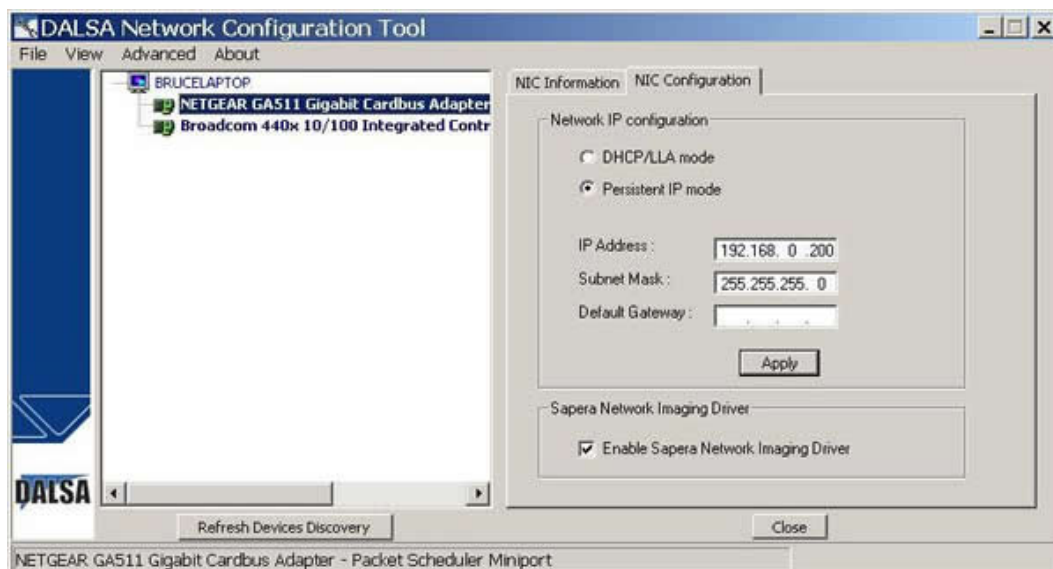 DALSA Network Configuration Tool
File View Advanced About
BRUCELAPTOP
NETGEAR GA511 Gigabit Cardbus Adapter
Broadcom 440x 10/100 Integrated Contr
NIC Information NIC Configuration
Network IP configuration
DHCP/LLA mode
Persistent IP mode
IP Address : 192.168. 0 .200
Subnet Mask : 255.255.255. 0
Default Gateway : . . .
Apply
Sapera Network Imaging Driver
Enable Sapera Network Imaging Driver
DALSA
Refresh Devices Discovery
Close
NETGEAR GA511 Gigabit Cardbus Adapter - Packet Scheduler Miniport